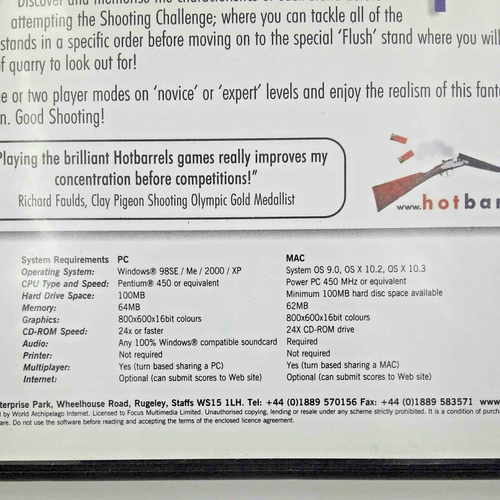 attempting the Shooting Challenge; where you can tackle all of the
stands in a specific order before moving on to the special 'Flush' stand where you will
of quarry to look out for!
or two player modes on 'novice' or 'expert' levels and enjoy the realism of this
Good Shooting!
Playing the brilliant Hotbarrels games really improves my
concentration before competitions!"
Richard Faulds, Clay Pigeon Shooting Olympic Gold Medallist
www.hotbar
System Requirements PC MAC
Operating System: Windows® 98SE / Me / 2000 / XP System OS 9.0, OS X 10.2, OS X 10.3
CPU Type and Speed: Pentium® 450 or equivalent Power PC 450 MHz or equivalent
Hard Drive Space: 100MB Minimum 100MB hard disc space available
Memory: 64MB 62MB
Graphics: 800x600x16bit colours 800x600x16bit colours
CD-ROM Speed: 24x or faster 24X CD-ROM drive
Audio: Any 100% Windows® compatible soundcard Required
Printer: Not required Not required
Multiplayer: Yes (turn based sharing a PC) Yes (turn based sharing a MAC)
Internet: Optional (can submit scores to Web site) Optional (can submit scores to Web site)
terprise Park, Wheelhouse Road, Rugeley, Staffs WS15 1LH. Tel: +44 (0)1889 570156 Fax: +44 (0)1889 583571 www
by World Archipelago Internet. Licensed to Focus Multimedia Limited. Unauthorised copying, lending or resale under any scheme strictly prohibited. It is a condition of purch
are. Do not use the software before reading and accepting the terms of the enclosed licence agreement.